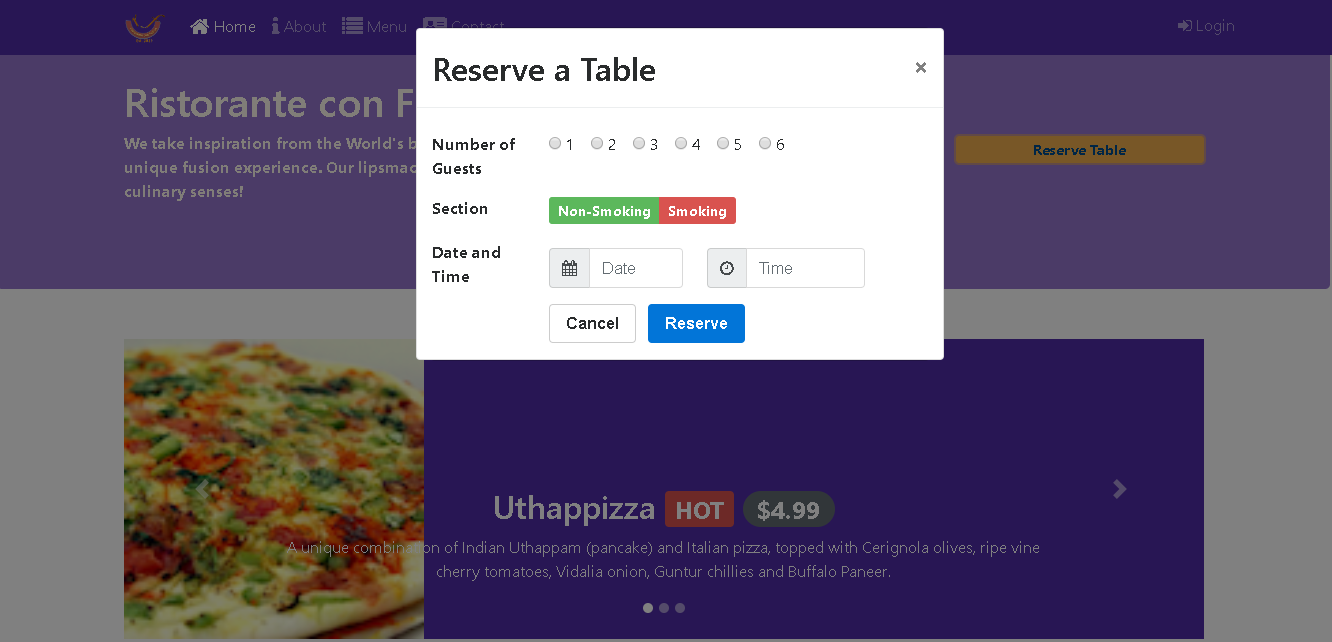 Home About Menu Contact Login
Reserve a Table ×
Ristorante con F
We take inspiration from the World's b
unique fusion experience. Our lipsmac
culinary senses!
Reserve Table
Number of
Guests
1 2 3 4 5 6
Section
Non-Smoking Smoking
Date and
Time
Date Time
Cancel Reserve
Uthappizza HOT $4.99
A unique combination of Indian Uthappam (pancake) and Italian pizza, topped with Cerignola olives, ripe vine
cherry tomatoes, Vidalia onion, Guntur chillies and Buffalo Paneer.